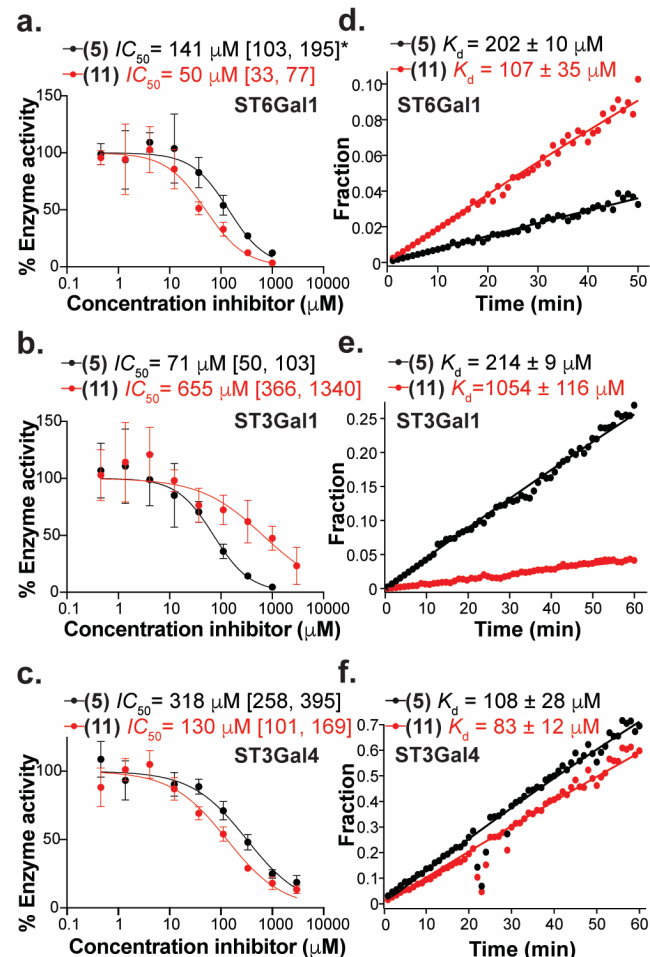 a.
(5) IC50= 141 µM [103, 195]*
(11) IC50= 50 µM [33, 77]
ST6Gal1
150
100
50
0
% Enzyme activity
0.1 1 10 100 1000 10000
Concentration inhibitor (µM)
d.
(5) Kd = 202 ± 10 µM
(11) Kd = 107 ± 35 µM
ST6Gal1
0.10
0.08
0.06
0.04
0.02
0
Fraction
0 10 20 30 40 50
Time (min)
b.
(5) IC50 = 71 µM [50, 103]
(11) IC50= 655 µM [366, 1340]
ST3Gal1
150
100
50
0
% Enzyme activity
0.1 1 10 100 1000 10000
Concentration inhibitor (µM)
e.
(5) Kd = 214 ± 9 µM
(11) Kd =1054 ± 116 µM
ST3Gal1
0.25
0.20
0.15
0.10
0.05
0
Fraction
0 10 20 30 40 50 60
Time (min)
c.
(5) IC50= 318 µM [258, 395]
(11) IC50= 130 µM [101, 169]
ST3Gal4
100
50
0
% Enzyme activity
0.1 1 10 100 1000 10000
Concentration inhibitor (µM)
f.
(5) Kd = 108 ± 28 µM
(11) Kd = 83 ± 12 µM
ST3Gal4
0.7
0.6
0.5
0.4
0.3
0.2
0.1
0
Fraction
0 10 20 30 40 50 60
Time (min)